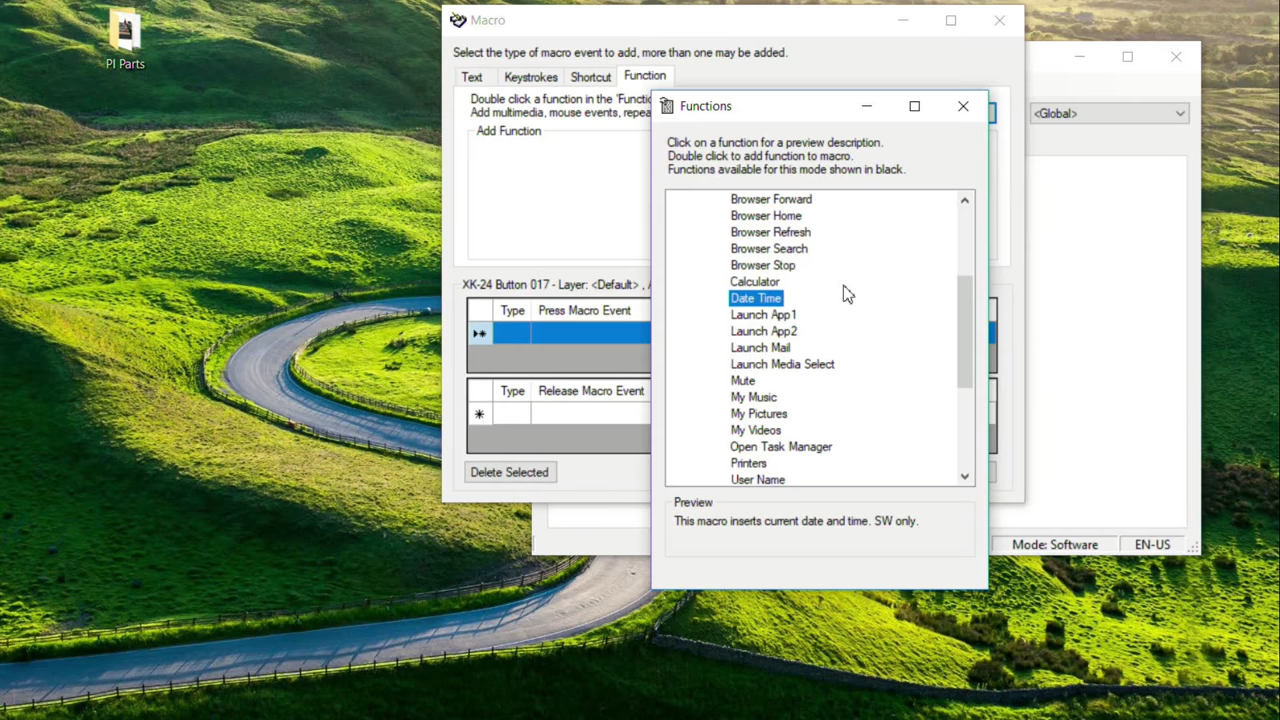 PI Parts
Macro
Select the type of macro event to add, more than one may be added.
Text Keystrokes Shortcut Function
Double click a function in the 'Functio
Add multimedia, mouse events, repea
Add Function
<Global>
Functions
Click on a function for a preview description.
Double click to add function to macro.
Functions available for this mode shown in black.
Browser Forward
Browser Home
Browser Refresh
Browser Search
Browser Stop
Calculator
Date Time
Launch App1
Launch App2
Launch Mail
Launch Media Select
Mute
My Music
My Pictures
My Videos
Open Task Manager
Printers
User Name
Preview
This macro inserts current date and time. SW only.
XK-24 Button 017 - Layer: <Default> ,
Type Press Macro Event
Type Release Macro Event
Delete Selected
Mode: Software EN-US